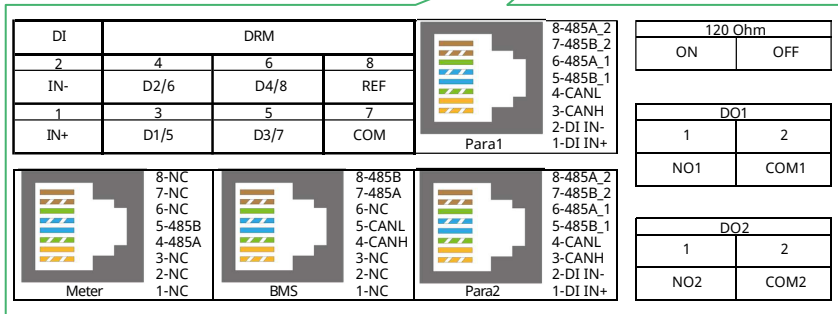 DI DRM
2 4 6 8
IN- D2/6 D4/8 REF
1 3 5 7
IN+ D1/5 D3/7 COM
8-485A_2
7-485B_2
6-485A_1
5-485B_1
4-CANL
3-CANH
2-DI IN-
1-DI IN+
Para1
120 Ohm
ON OFF
DO1
1 2
NO1 COM1
8-NC
7-NC
6-NC
5-485B
4-485A
3-NC
2-NC
1-NC
Meter
8-485B
7-485A
6-NC
5-CANL
4-CANH
3-NC
2-NC
1-NC
BMS
8-485A_2
7-485B_2
6-485A_1
5-485B_1
4-CANL
3-CANH
2-DI IN-
1-DI IN+
Para2
DO2
1 2
NO2 COM2